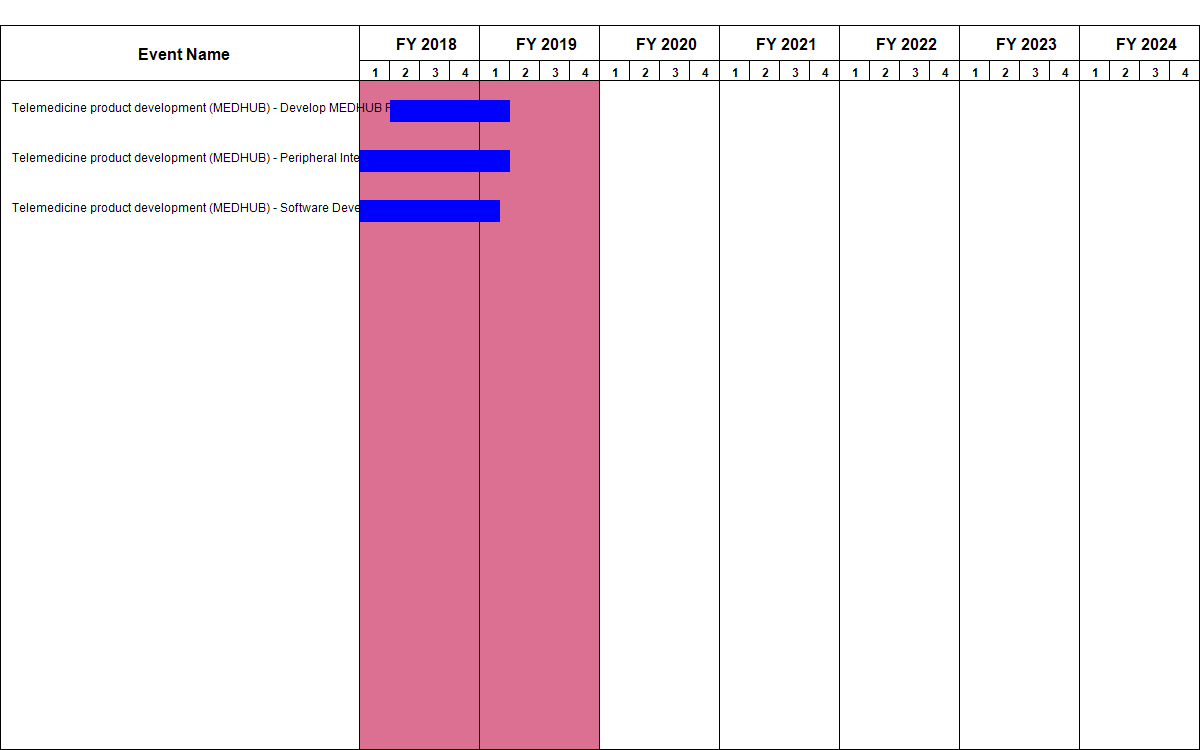 Event Name
FY 2018 FY 2019 FY 2020 FY 2021 FY 2022 FY 2023 FY 2024
1 2 3 4 1 2 3 4 1 2 3 4 1 2 3 4 1 2 3 4 1 2 3 4 1 2 3 4
Telemedicine product development (MEDHUB) - Develop MEDHUB
Telemedicine product development (MEDHUB) - Peripheral
Telemedicine product development (MEDHUB) - Software